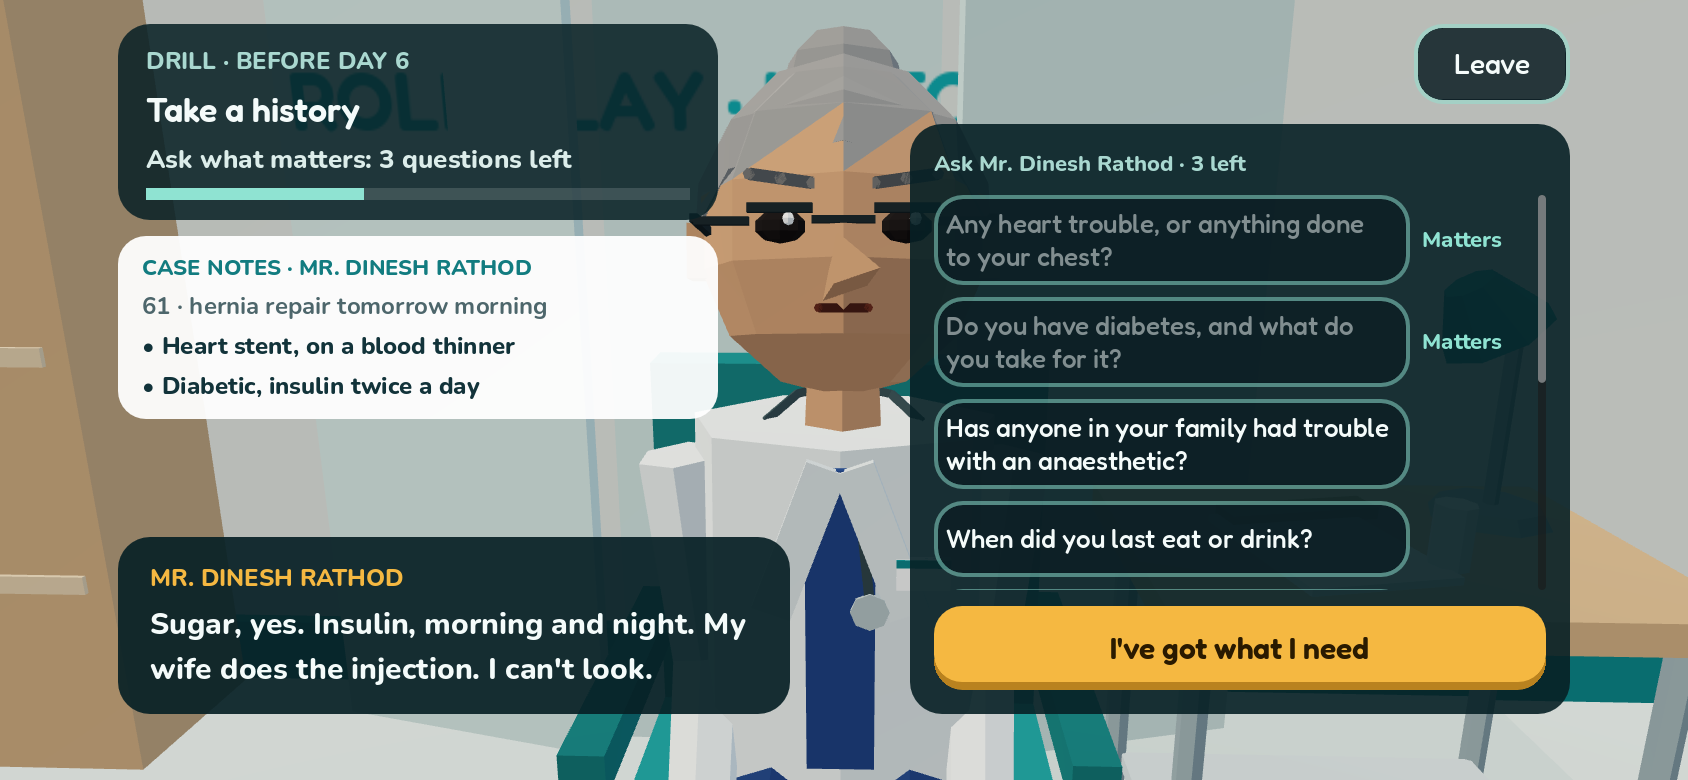 DRILL · BEFORE DAY 6
Take a history
Ask what matters: 3 questions left
CASE NOTES · MR. DINESH RATHOD
61 · hernia repair tomorrow morning
• Heart stent, on a blood thinner
• Diabetic, insulin twice a day
MR. DINESH RATHOD
Sugar, yes. Insulin, morning and night. My
wife does the injection. I can't look.
Leave
Ask Mr. Dinesh Rathod · 3 left
Any heart trouble, or anything done
to your chest?
Matters
Do you have diabetes, and what do
you take for it?
Matters
Has anyone in your family had trouble
with an anaesthetic?
When did you last eat or drink?
I've got what I need